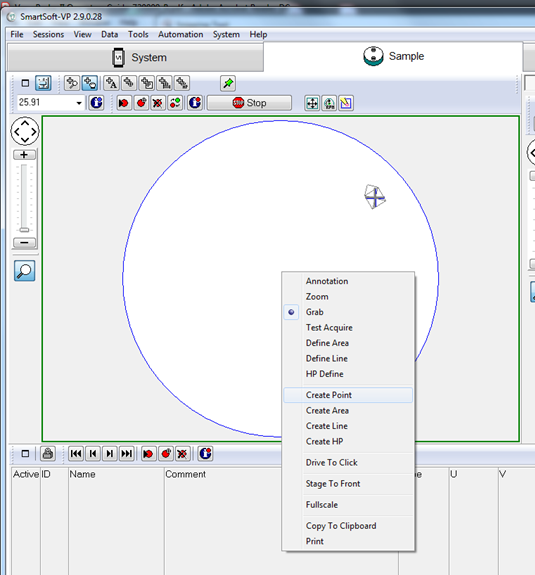 SmartSoft-VP 2.9.0.28
File Sessions View Data Tools Automation System Help
VI System
Sample
25.91
STOP Stop
Annotation
Zoom
Grab
Test Acquire
Define Area
Define Line
HP Define
Create Point
Create Area
Create Line
Create HP
Drive To Click
Stage To Front
Fullscale
Copy To Clipboard
Print
Active ID Name Comment U V